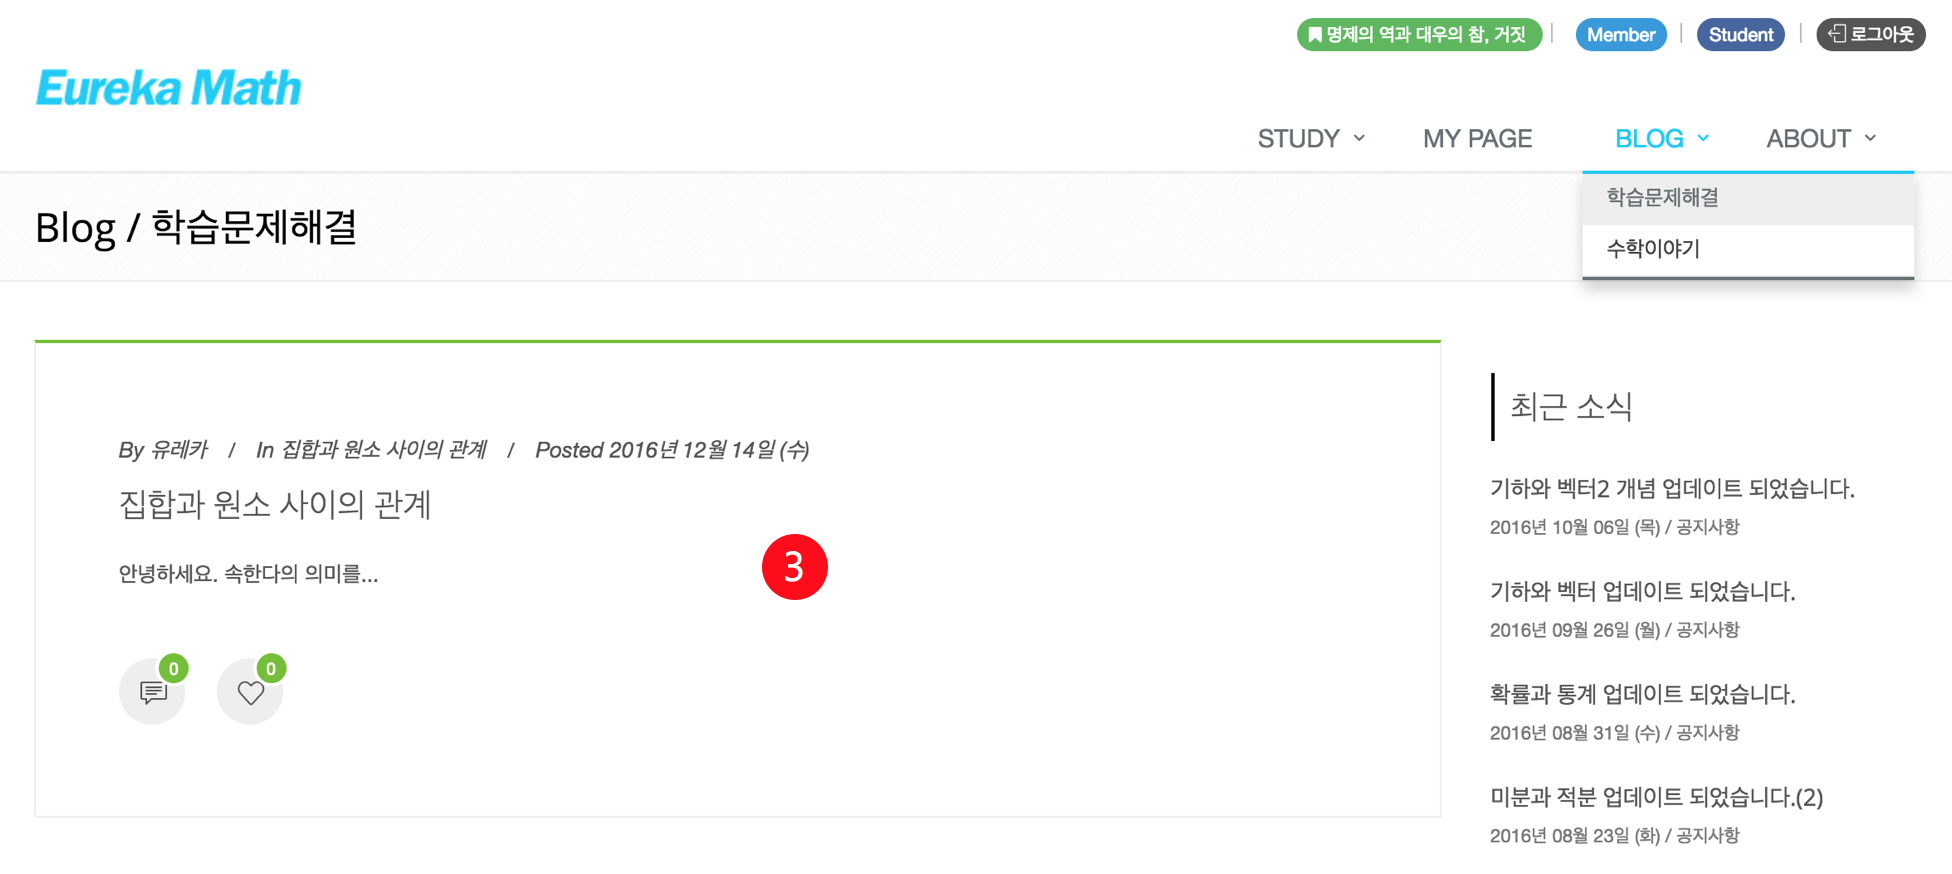 명제의 역과 대우의 참, 거짓
Member
Student
로그아웃
Eureka Math
STUDY
MY PAGE
BLOG
ABOUT
학습문제해결
수학이야기
Blog / 학습문제해결
By 유레카 / In 집합과 원소 사이의 관계 / Posted 2016년 12월 14일 (수)
집합과 원소 사이의 관계
안녕하세요. 속한다의 의미를...
3
0
0
최근 소식
기하와 벡터2 개념 업데이트 되었습니다.
2016년 10월 06일 (목) / 공지사항
기하와 벡터 업데이트 되었습니다.
2016년 09월 26일 (월) / 공지사항
확률과 통계 업데이트 되었습니다.
2016년 08월 31일 (수) / 공지사항
미분과 적분 업데이트 되었습니다.(2)
2016년 08월 23일 (화) / 공지사항